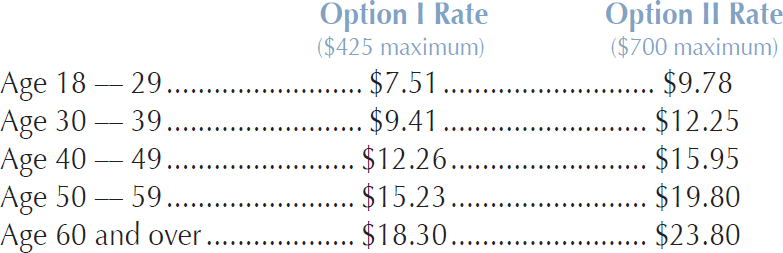 Option I Rate Option II Rate
($425 maximum) ($700 maximum)
Age 18 — 29.......................... $7.51............................ $9.78
Age 30 — 39.......................... $9.41........................... $12.25
Age 40 — 49......................... $12.26.......................... $15.95
Age 50 — 59......................... $15.23.......................... $19.80
Age 60 and over.................... $18.30.......................... $23.80